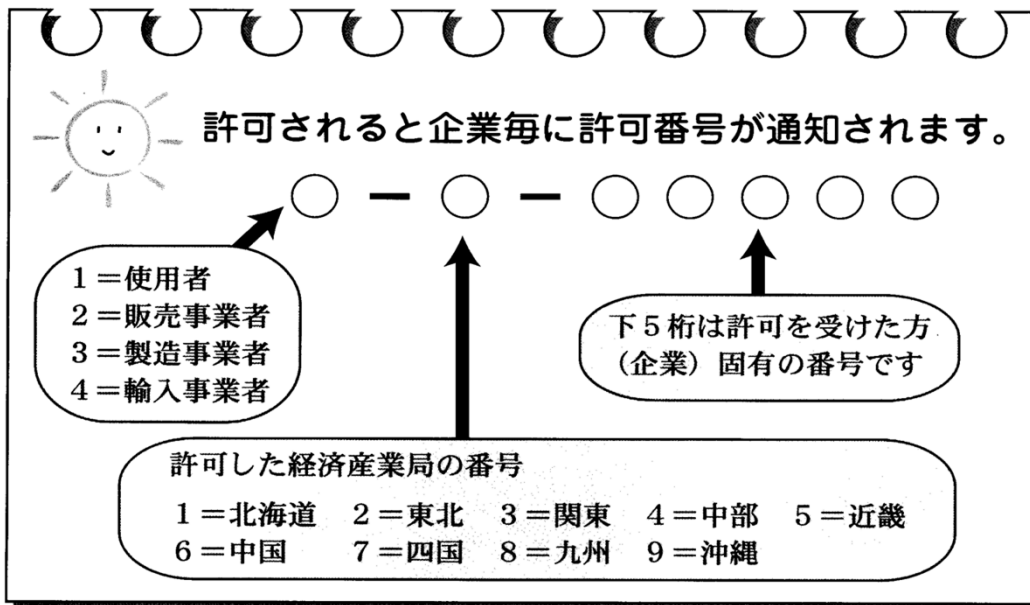 許可されると企業毎に許可番号が通知されます。
○ － ○ － ○ ○ ○ ○ ○
1＝使用者
2＝販売事業者
3＝製造事業者
4＝輸入事業者
下5桁は許可を受けた方
（企業）固有の番号です
許可した経済産業局の番号
1＝北海道 2＝東北 3＝関東 4＝中部 5＝近畿
6＝中国 7＝四国 8＝九州 9＝沖縄